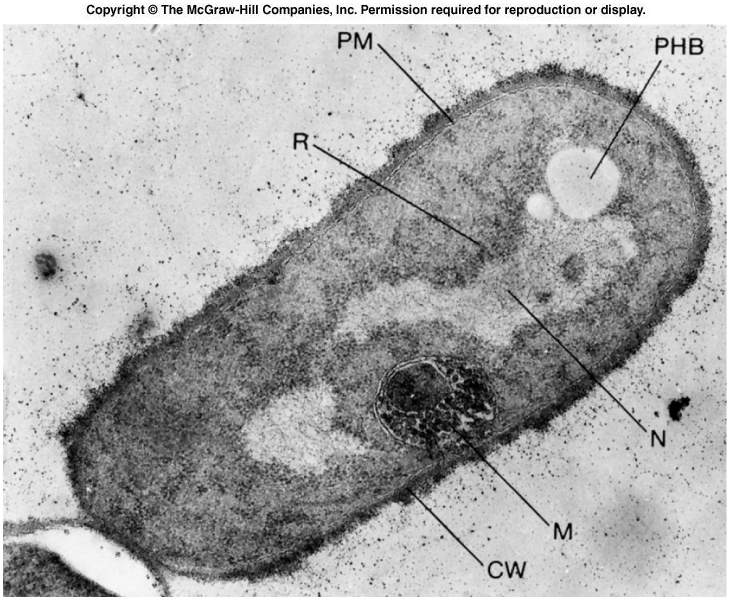 Copyright © The McGraw-Hill Companies, Inc. Permission required for reproduction or display.
PM
PHB
R
N
M
CW